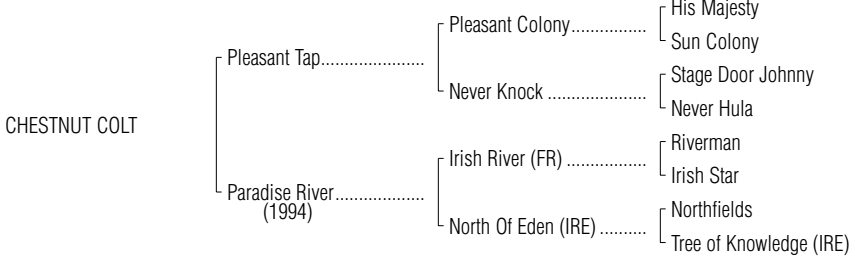 His Majesty
Pleasant Colony................
Sun Colony
Pleasant Tap......................
Stage Door Johnny
Never Knock .....................
Never Hula
CHESTNUT COLT
Riverman
Irish River (FR) .................
Irish Star
Paradise River...................
(1994)
Northfields
North Of Eden (IRE) ..........
Tree of Knowledge (IRE)